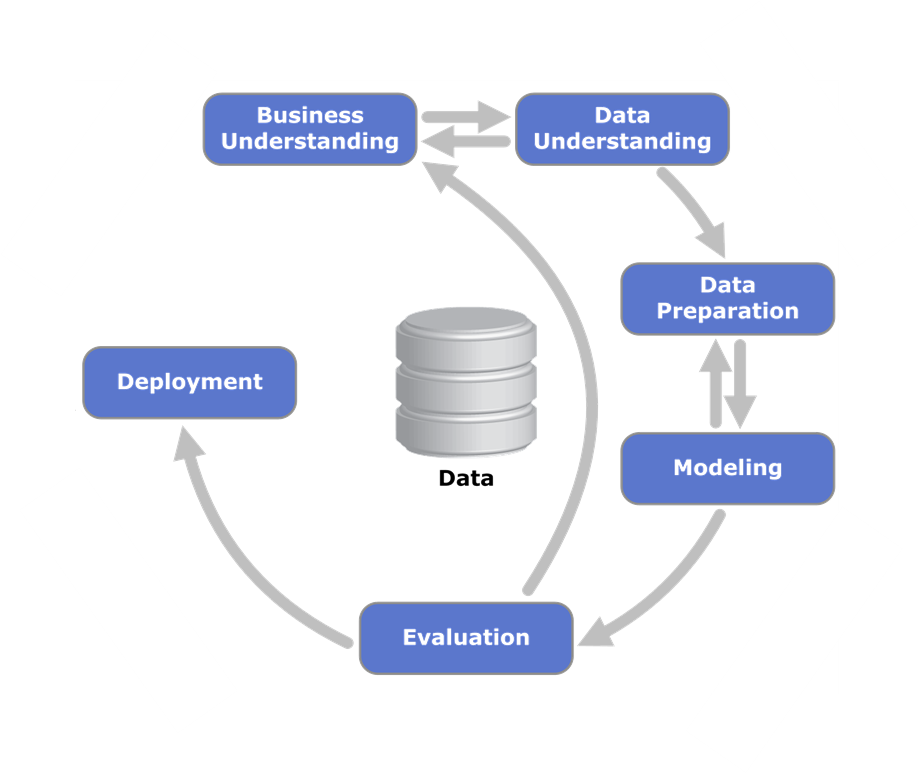 Business
Understanding
Data
Understanding
Data
Preparation
Deployment
Modeling
Data
Evaluation